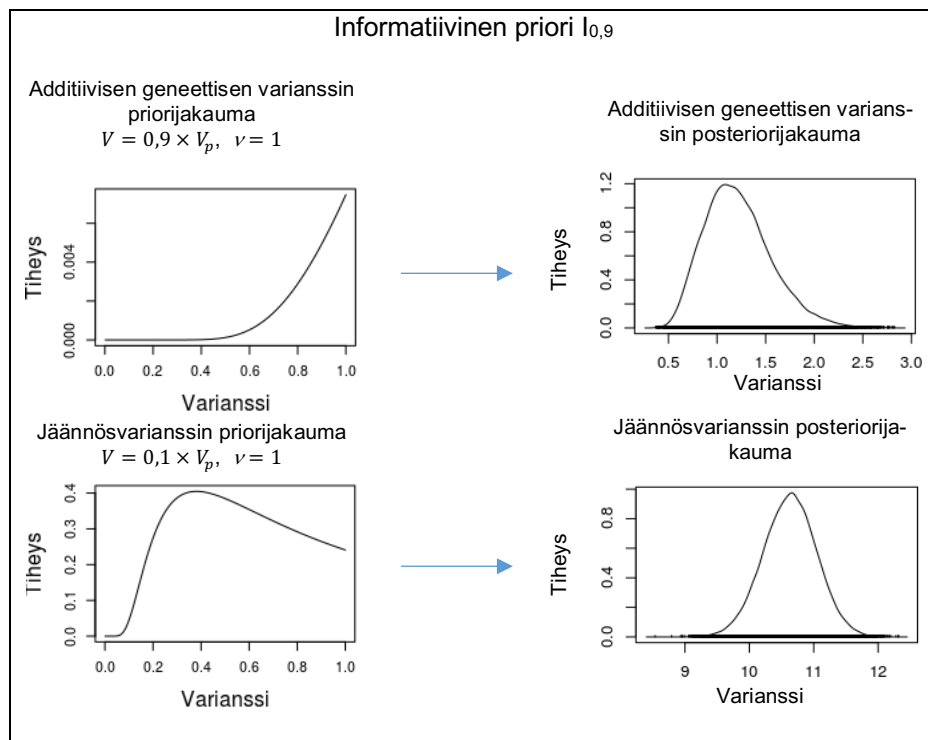 Informatiivinen priori I0,9
Additiivisen geneettisen varianssin
priorijakauma
V = 0,9 × Vp, ν = 1
Tiheys
0.004
0.000
0.0 0.2 0.4 0.6 0.8 1.0
Varianssi
Additiivisen geneettisen varians-
sin posteriorijakauma
Tiheys
1.2
0.8
0.4
0.0
0.5 1.0 1.5 2.0 2.5 3.0
Varianssi
Jäännösvarianssin priorijakauma
V = 0,1 × Vp, ν = 1
Tiheys
0.4
0.3
0.2
0.1
0.0
0.0 0.2 0.4 0.6 0.8 1.0
Varianssi
Jäännösvarianssin posteriorija-
kauma
Tiheys
0.8
0.4
0.0
9 10 11 12
Varianssi